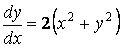 dy/dx = 2(x² + y²)